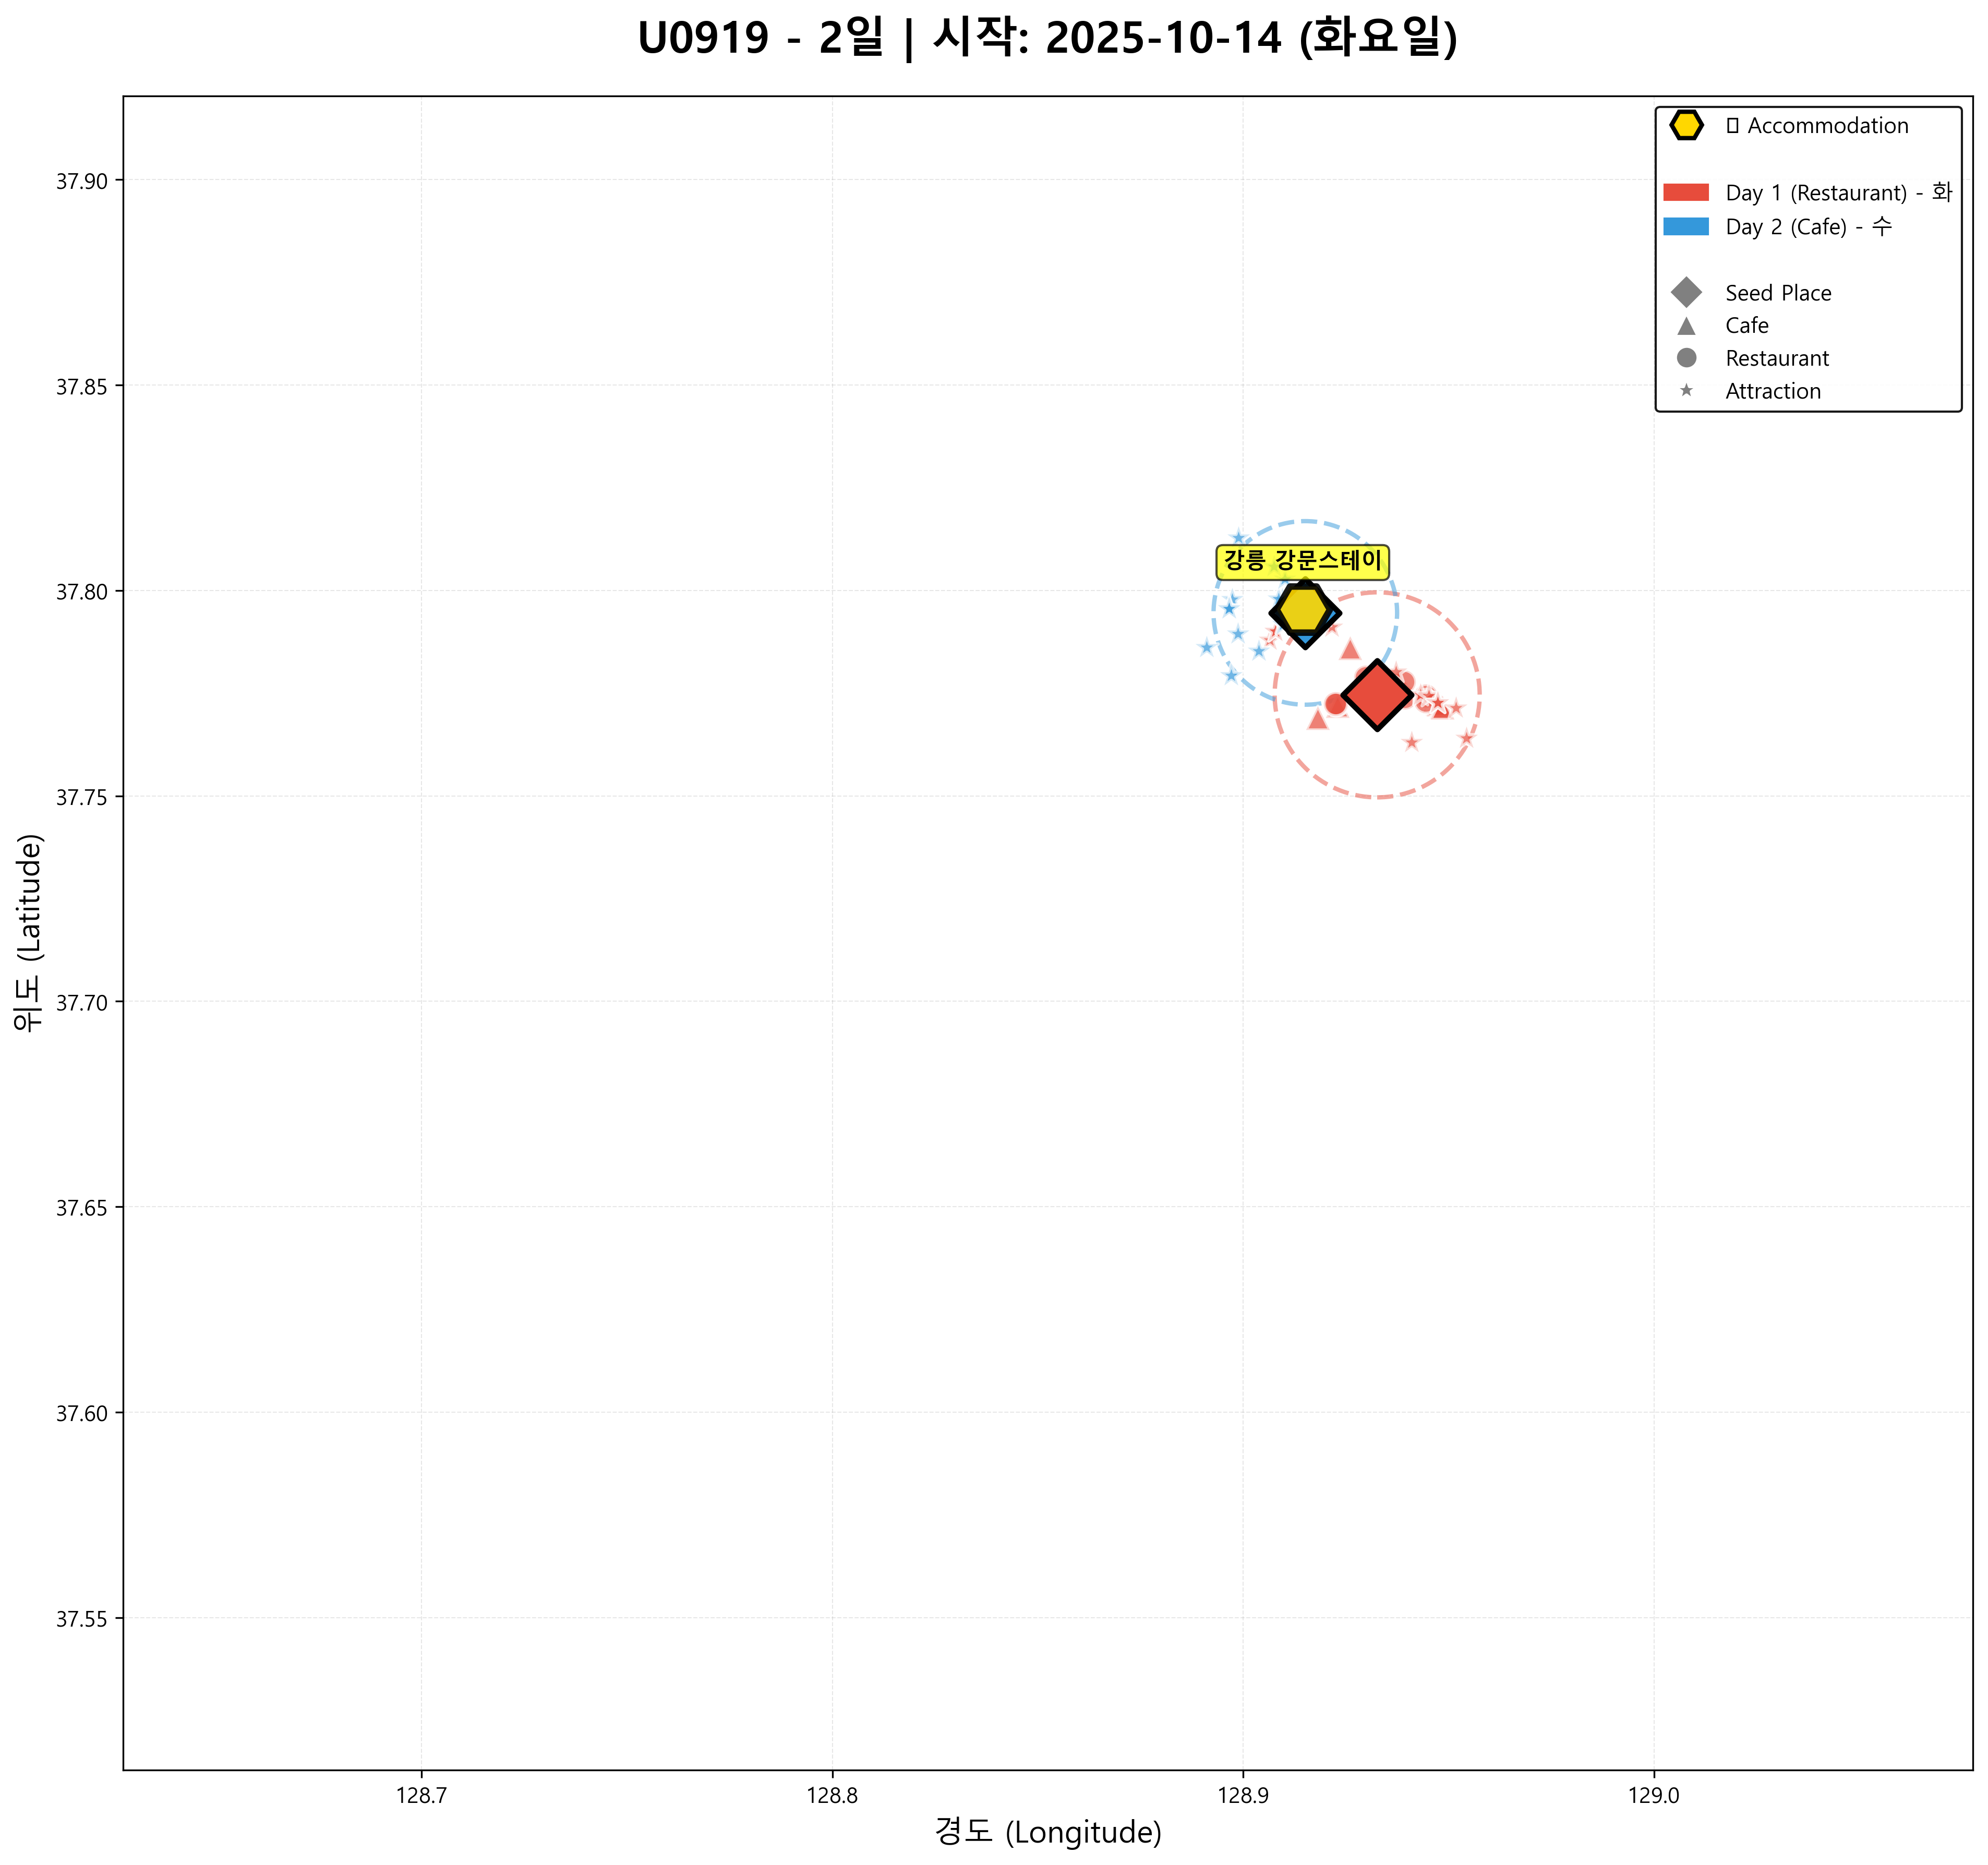 U0919 - 2일 | 시작: 2025-10-14 (화요일)
Accommodation
Day 1 (Restaurant) - 화
Day 2 (Cafe) - 수
Seed Place
Cafe
Restaurant
Attraction
강릉 강문스테이
37.90
37.85
37.80
37.75
37.70
37.65
37.60
37.55
위도 (Latitude)
128.7
128.8
128.9
129.0
경도 (Longitude)